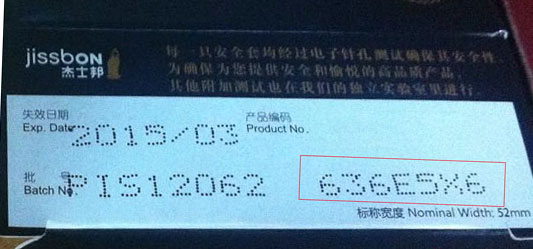 jissbon
杰士邦
每一只安全套均经过电子针孔测试确保其安全性
为确保为您提供安全和愉悦的高品质产品，
其他附加测试也在我们的独立实验室里进行。
失效日期
Exp. Date 2015/03
产品编码
Product No.
批号
Batch No. PIS12062
636E5X6
标称宽度 Nominal Width: 52mm